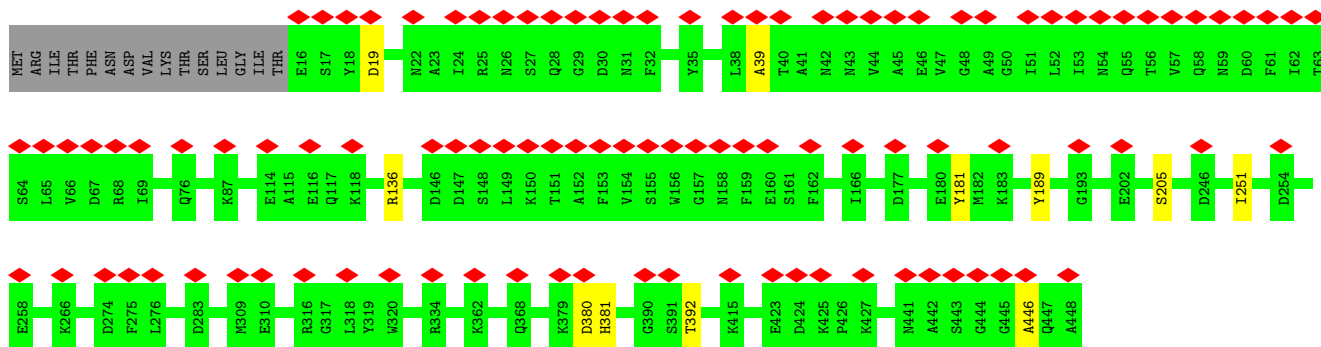 MET ARG ILE THR PHE ASN ASP VAL LYS THR SER LEU GLY ILE THR E16 S17 Y18 D19 N22 A23 I24 R25 N26 S27 Q28 G29 D30 N31 F32 Y35 L38 A39 T40 A41 N42 N43 V44 A45 E46 V47 G48 A49 G50 I51 L52 I53 N54 Q55 T56 V57 Q58 N59 D60 F61 I62 T63
S64 L65 V66 D67 R68 I69 Q76 K87 E114 A115 E116 Q117 K118 R136 D146 D147 S148 L149 K150 T151 A152 F153 V154 S155 W156 G157 N158 F159 E160 S161 F162 I166 D177 E180 Y181 M182 K183 Y189 G193 E202 S205 D246 I251 D254
E258 K266 D274 F275 L276 D283 M309 E310 R316 G317 L318 Y319 W320 R334 K362 Q368 K379 D380 H381 G390 S391 T392 K415 E423 D424 K425 P426 K427 N441 A442 S443 G444 G445 A446 Q447 A448